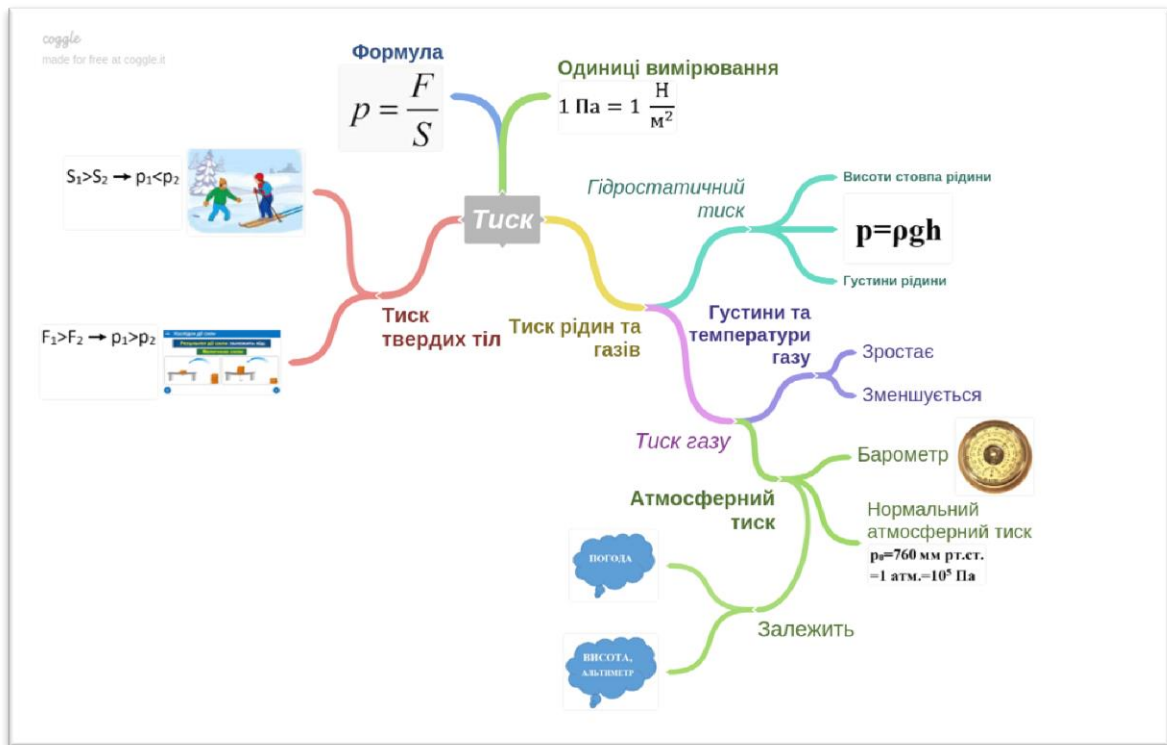 coggle
made for free at coggle.it
Формула
p = F/S
Одиниці вимірювання
1 Па = 1 Н/м²
S₁>S₂ → p₁<p₂
Тиск
Гідростатичний
тиск
Висоти стовпа рідини
p=ρgh
Густини рідини
F₁>F₂ → p₁>p₂
Тиск
твердих тіл
Тиск рідин та
газів
Густини та
температури
газу
Зростає
Зменшується
Тиск газу
Барометр
Атмосферний
тиск
Нормальний
атмосферний тиск
p₀=760 мм рт.ст.
=1 атм.=10⁵ Па
ПОГОДА
Залежить
ВИСОТА,
АЛЬТИМЕТР